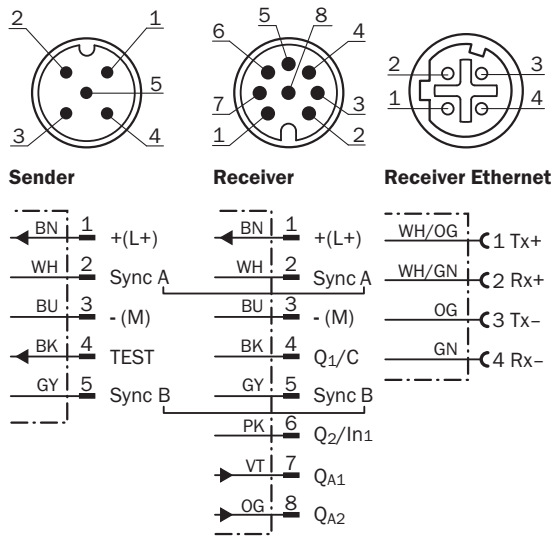 2 1
5
3 4
5 8
6 4
7 3
1 2
2 3
1 4
Sender
BN 1 +(L+)
WH 2 Sync A
BU 3 - (M)
BK 4 TEST
GY 5 Sync B
Receiver
BN 1 +(L+)
WH 2 Sync A
BU 3 - (M)
BK 4 Q1/C
GY 5 Sync B
PK 6 Q2/In1
VT 7 QA1
OG 8 QA2
Receiver Ethernet
WH/OG 1 Tx+
WH/GN 2 Rx+
OG 3 Tx–
GN 4 Rx–